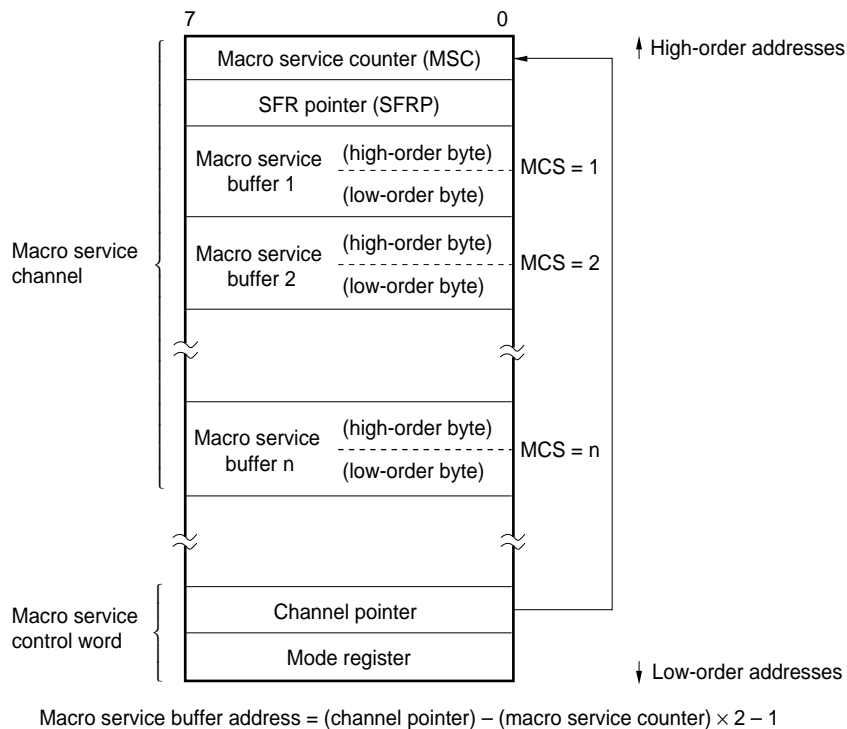 7 0
High-order addresses
Macro service counter (MSC)
SFR pointer (SFRP)
Macro service
buffer 1
(high-order byte)
(low-order byte)
MCS = 1
Macro service
channel
Macro service
buffer 2
(high-order byte)
(low-order byte)
MCS = 2
Macro service
buffer n
(high-order byte)
(low-order byte)
MCS = n
Macro service
control word
Channel pointer
Mode register
Low-order addresses
Macro service buffer address = (channel pointer) – (macro service counter) × 2 – 1